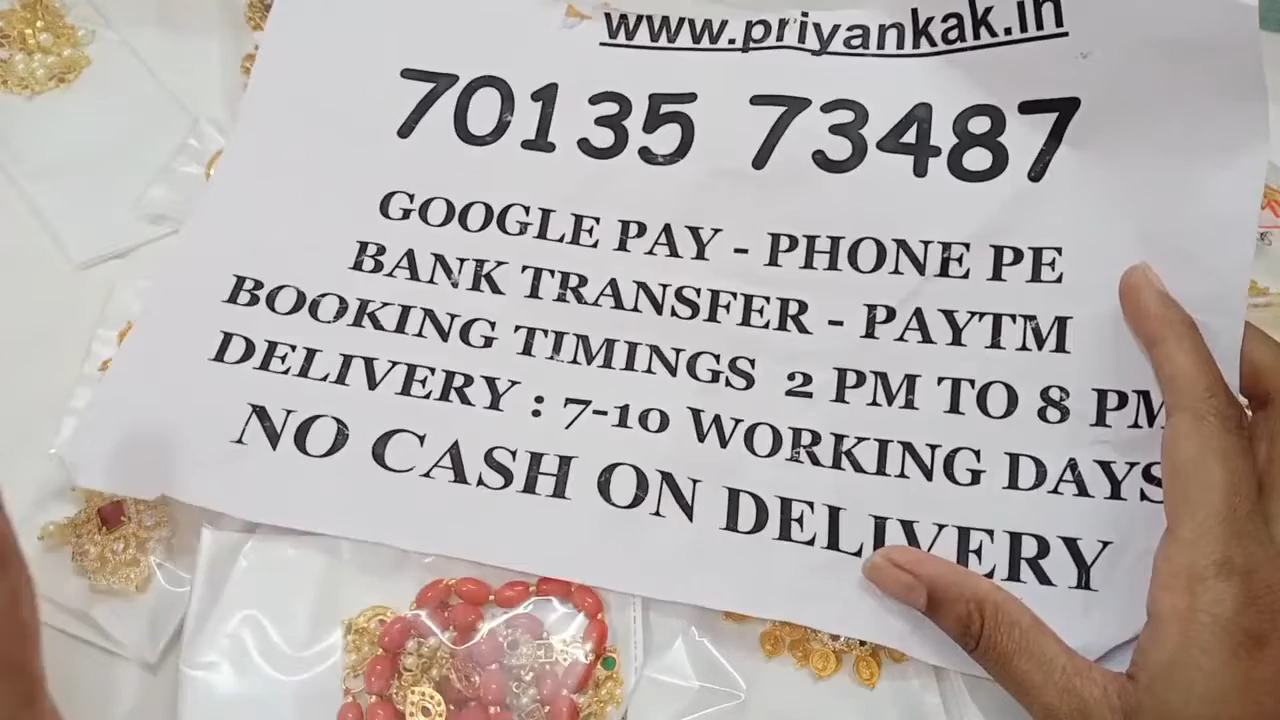 www.priyankak.in
70135 73487
GOOGLE PAY - PHONE PE
BANK TRANSFER - PAYTM
BOOKING TIMINGS 2 PM TO 8 PM
DELIVERY : 7-10 WORKING DAYS
NO CASH ON DELIVERY